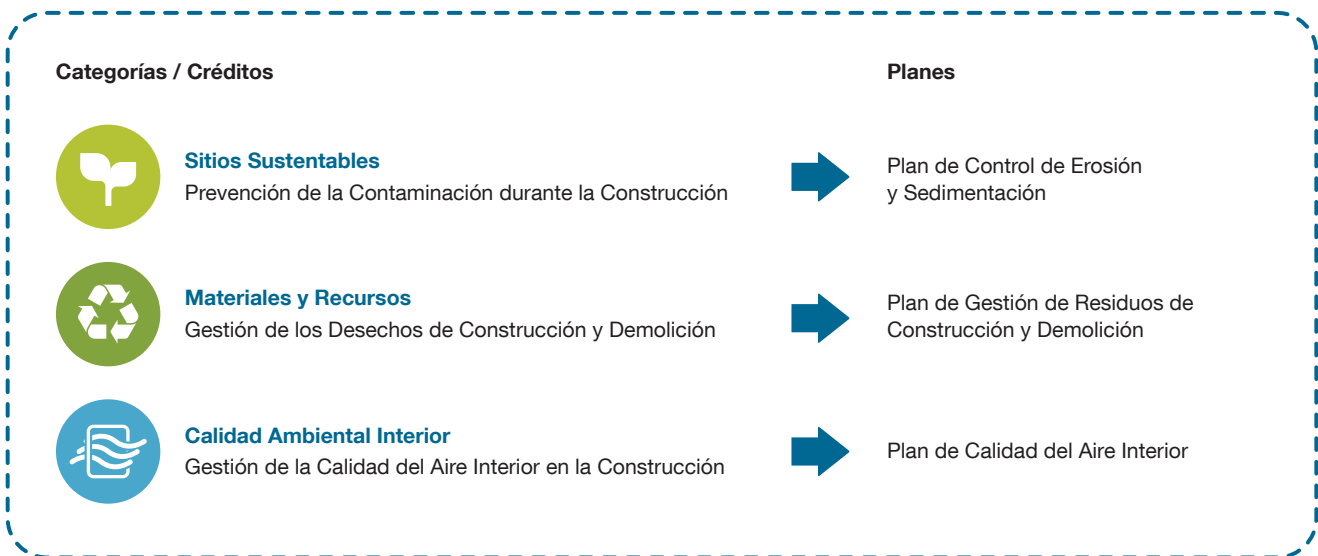 Categorías / Créditos
Planes
Sitios Sustentables
Prevención de la Contaminación durante la Construcción
Plan de Control de Erosión
y Sedimentación
Materiales y Recursos
Gestión de los Desechos de Construcción y Demolición
Plan de Gestión de Residuos de
Construcción y Demolición
Calidad Ambiental Interior
Gestión de la Calidad del Aire Interior en la Construcción
Plan de Calidad del Aire Interior